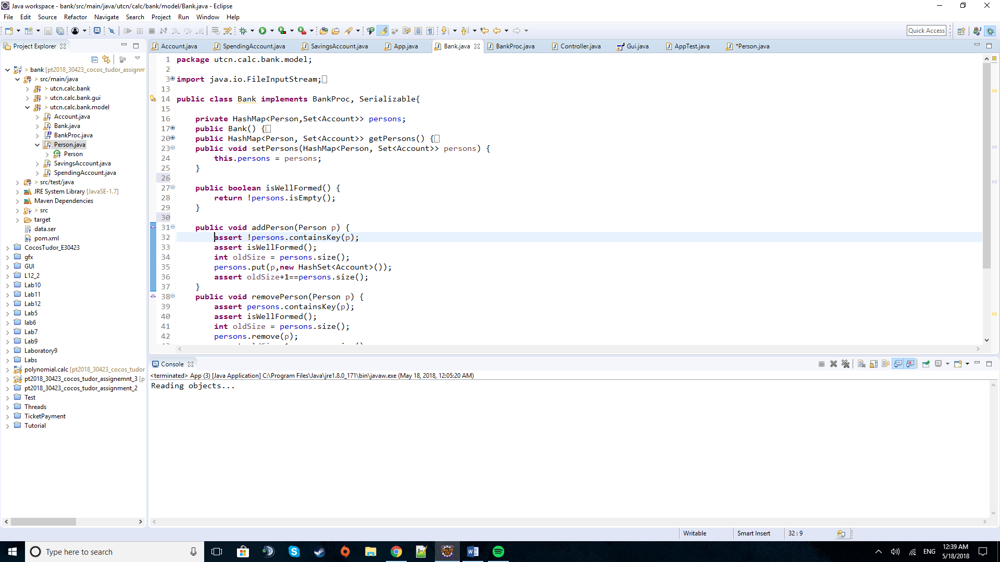 Java workspace - bank/src/main/java/utcn/calc/bank/model/Bank.java - Eclipse
File Edit Source Refactor Navigate Search Project Run Window Help
Quick Access
Project Explorer
Account.java SpendingAccount.java SavingsAccount.java App.java Bank.java BankProc.java Controller.java Gui.java AppTest.java *Person.java
> bank [pt2018_30423_cocos_tudor_assignm
> src/main/java
> utcn.calc.bank
> utcn.calc.bank.gui
> utcn.calc.bank.model
Account.java
Bank.java
BankProc.java
Person.java
Person
SavingsAccount.java
SpendingAccount.java
> src/test/java
JRE System Library [JavaSE-1.7]
Maven Dependencies
> src
target
data.ser
pom.xml
CocosTudor_E30423
gfx
GUI
L12_2
Lab10
Lab11
Lab12
Lab5
lab6
Lab7
Lab9
Laboratory9
Labs
polynomial.calc [pt2018_30423_cocos_tudor
pt2018_30423_cocos_tudor_assignemnt_3 [p
pt2018_30423_cocos_tudor_assignment_2
Test
Threads
TicketPayment
Tutorial
1 package utcn.calc.bank.model;
2
3 import java.io.FileInputStream;
13
14 public class Bank implements BankProc, Serializable{
15
16 private HashMap<Person,Set<Account>> persons;
17 public Bank() {
20 public HashMap<Person, Set<Account>> getPersons() {
23 public void setPersons(HashMap<Person, Set<Account>> persons) {
24 this.persons = persons;
25 }
26
27 public boolean isWellFormed() {
28 return !persons.isEmpty();
29 }
30
31 public void addPerson(Person p) {
32 assert !persons.containsKey(p);
33 assert isWellFormed();
34 int oldSize = persons.size();
35 persons.put(p,new HashSet<Account>());
36 assert oldSize+1==persons.size();
37 }
38 public void removePerson(Person p) {
39 assert persons.containsKey(p);
40 assert isWellFormed();
41 int oldSize = persons.size();
42 persons.remove(p);
Console
<terminated> App (3) [Java Application] C:\Program Files\Java\jre1.8.0_171\bin\javaw.exe (May 18, 2018, 12:05:20 AM)
Reading objects...
Writable Smart Insert 32 : 9
Type here to search
ENG
12:39 AM
5/18/2018